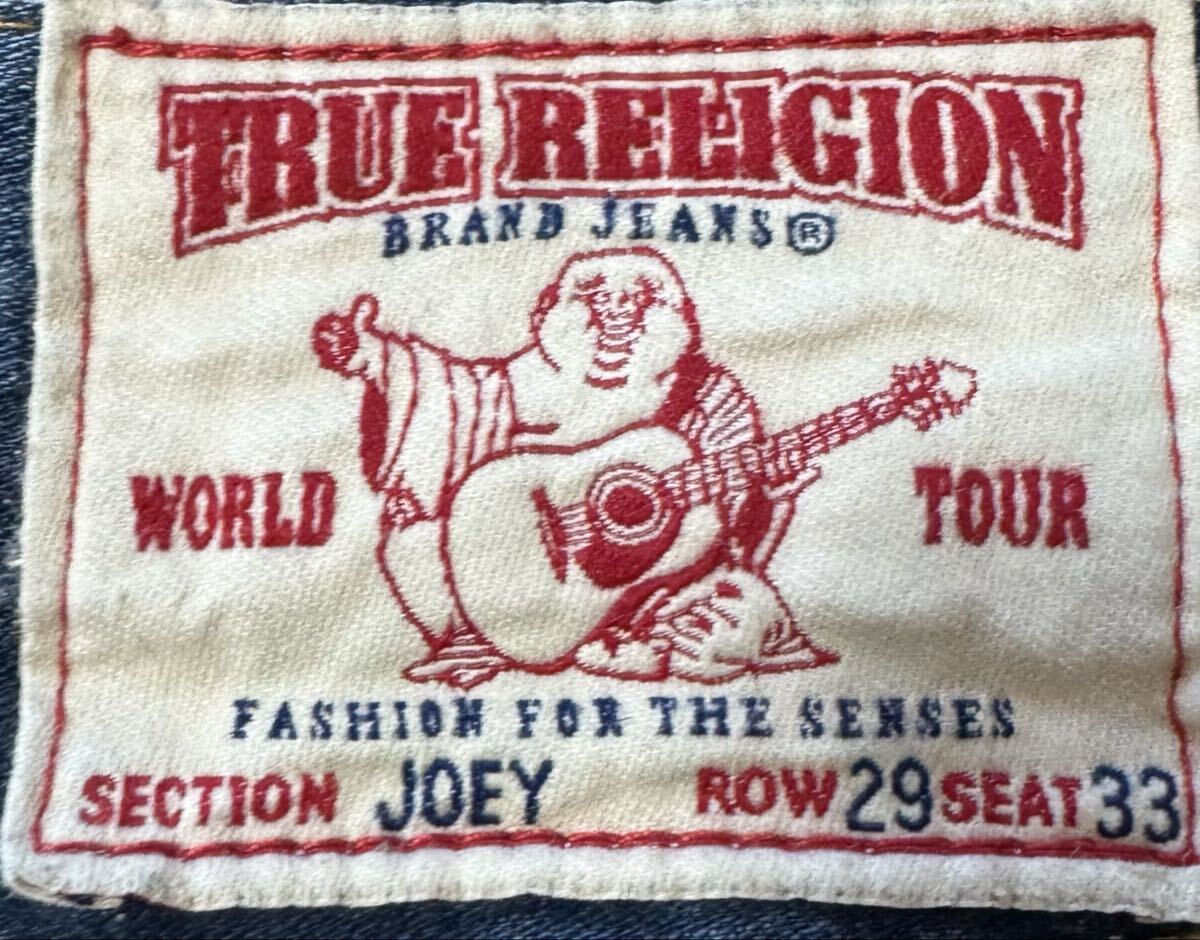 TRUE RELIGION
BRAND JEANS®
WORLD TOUR
FASHION FOR THE SENSES
SECTION JOEY ROW 29 SEAT 33